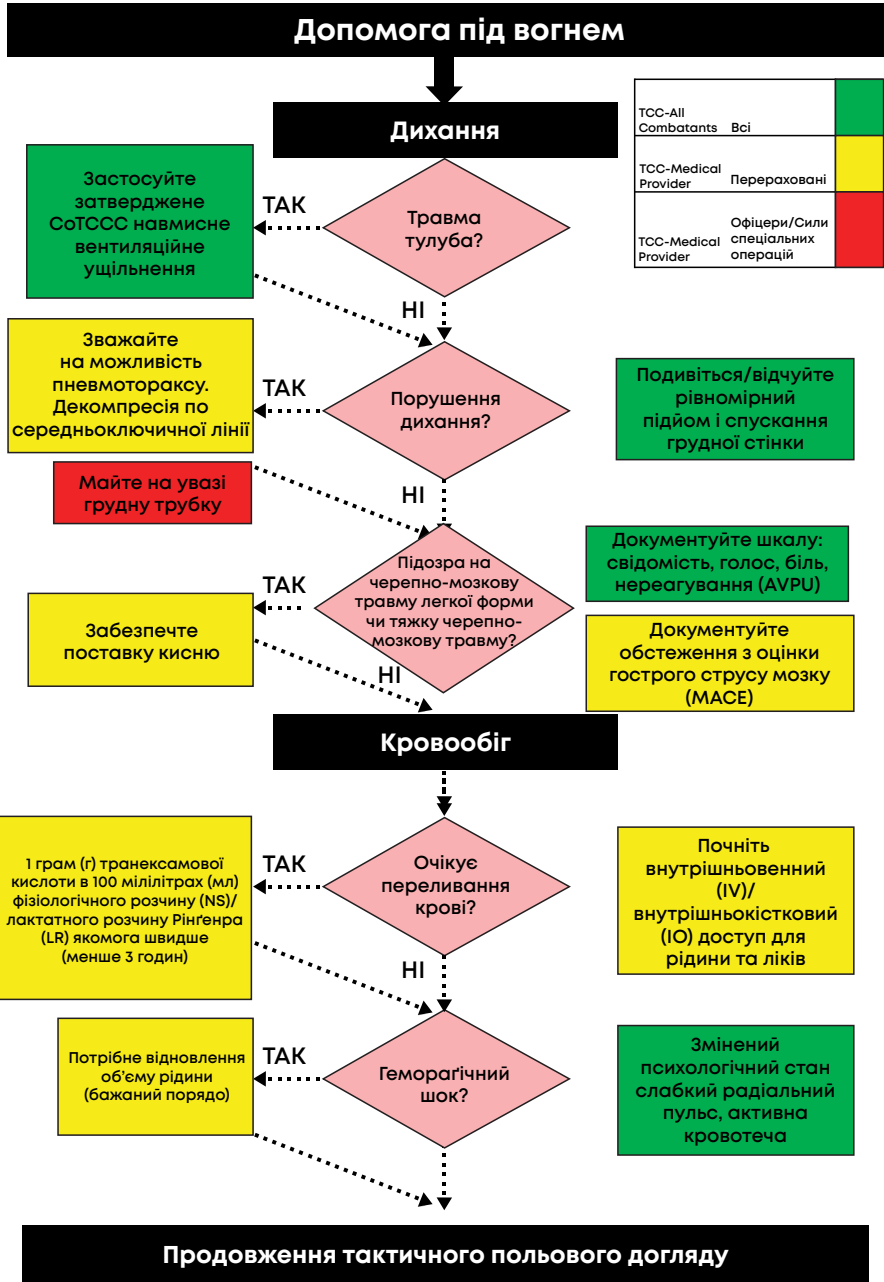 Допомога під вогнем
TCC-All
Combatants Всі
TCC-Medical
Provider Перераховані
TCC-Medical
Provider
Офіцери/Сили
спеціальних
операцій
Дихання
Застосуйте
затверджене
CoTCCC навмисне
вентиляційне
ущільнення
ТАК
Травма
тулуба?
НІ
Зважайте
на можливість
пневмотораксу.
Декомпресія по
середньоключичної лінії
ТАК
Порушення
дихання?
Подивіться/відчуйте
рівномірний
підйом і спускання
грудної стінки
Майте на увазі
грудну трубку
НІ
Підозра на
черепно-мозкову
травму легкої форми
чи тяжку черепно-
мозкову травму?
Документуйте шкалу:
свідомість, голос, біль,
нереагування (AVPU)
ТАК
Забезпечте
поставку кисню
Документуйте
обстеження з оцінки
гострого струсу мозку
(MACE)
НІ
Кровообіг
1 грам (г) транексамової
кислоти в 100 мілілітрах (мл)
фізіологічного розчину (NS)/
лактатного розчину Рінґенра
(LR) якомога швидше
(менше 3 годин)
ТАК
Очікує
переливання
крові?
Почніть
внутрішньовенний
(IV)/
внутрішньокістковий
(IO) доступ для
рідини та ліків
НІ
Потрібне відновлення
об’єму рідини
(бажаний порядо)
ТАК
Гемораґічний
шок?
Змінений
психологічний стан
слабкий радіальний
пульс, активна
кровотеча
Продовження тактичного польового догляду